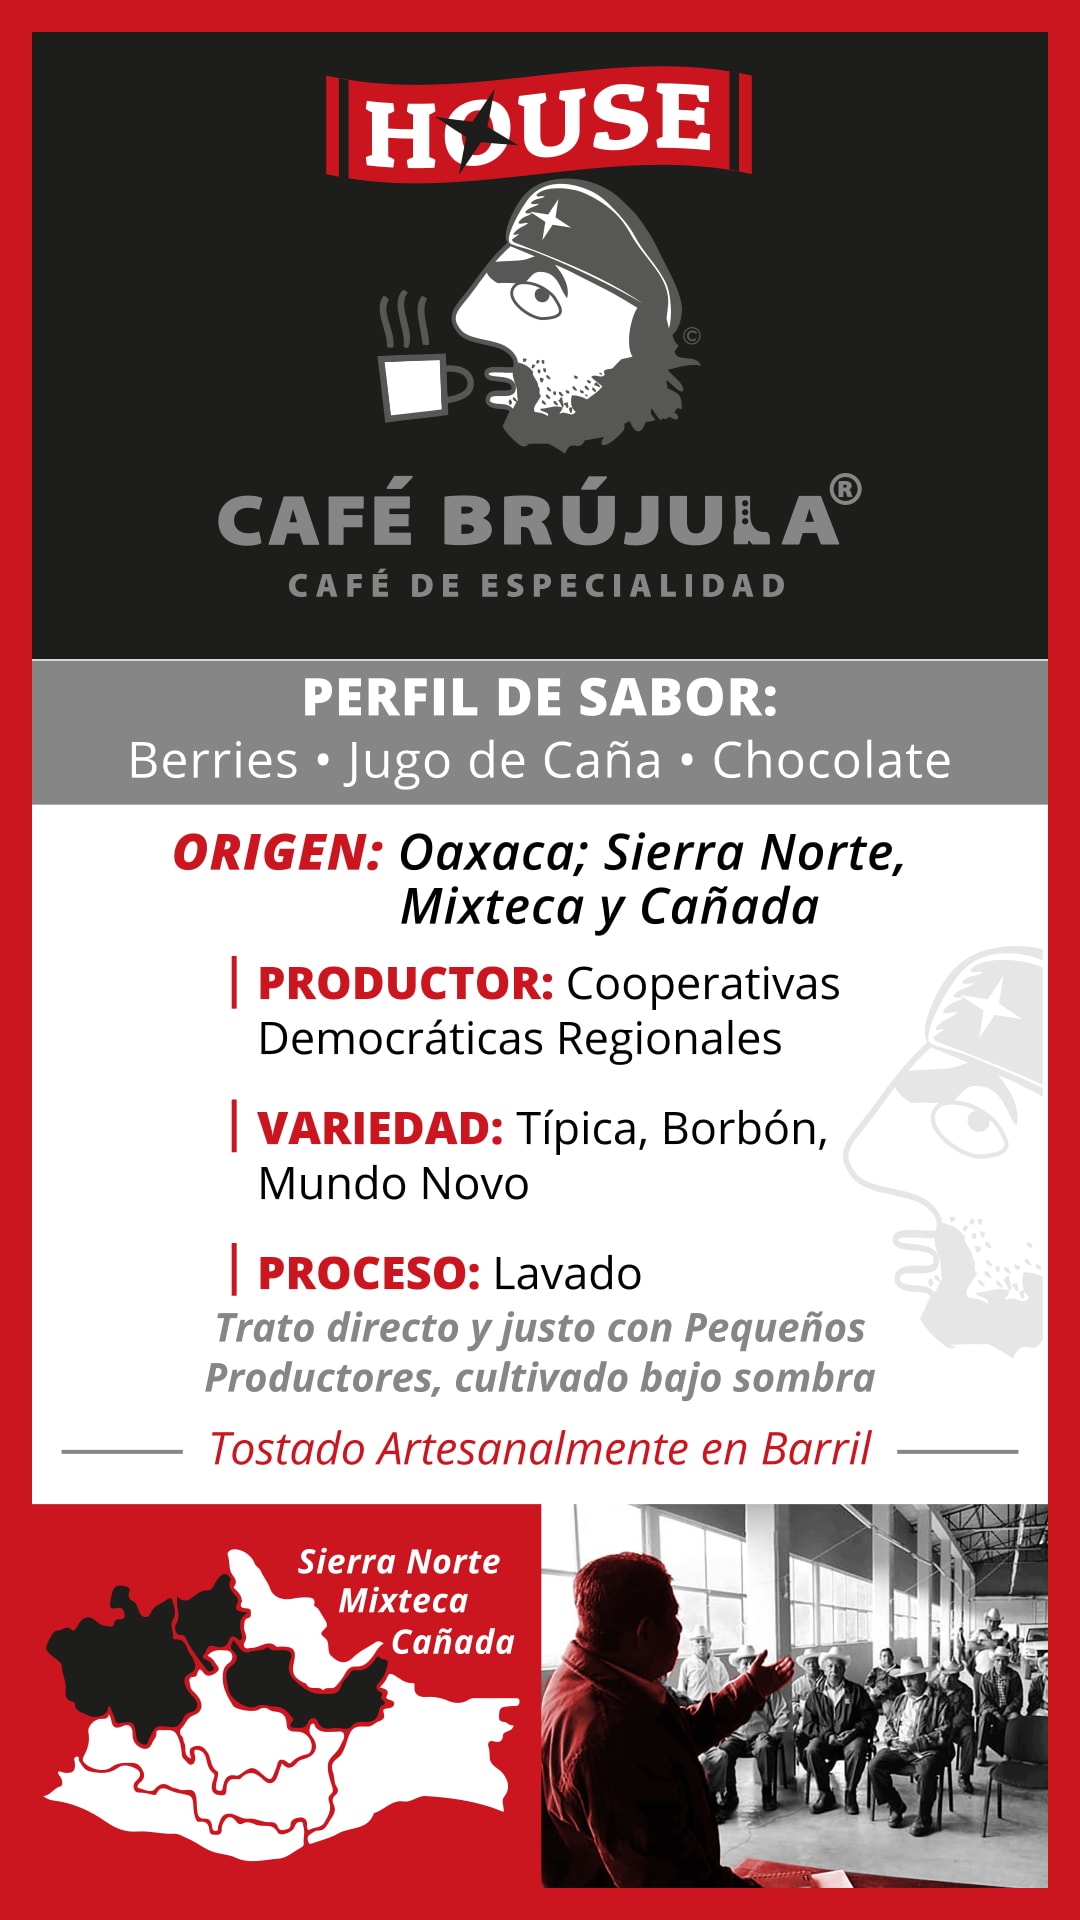 HOUSE
©
CAFÉ BRÚJULA®
CAFÉ DE ESPECIALIDAD
PERFIL DE SABOR:
Berries • Jugo de Caña • Chocolate
ORIGEN: Oaxaca; Sierra Norte,
Mixteca y Cañada
PRODUCTOR: Cooperativas
Democráticas Regionales
VARIEDAD: Típica, Borbón,
Mundo Novo
PROCESO: Lavado
Trato directo y justo con Pequeños
Productores, cultivado bajo sombra
Tostado Artesanalmente en Barril
Sierra Norte
Mixteca
Cañada